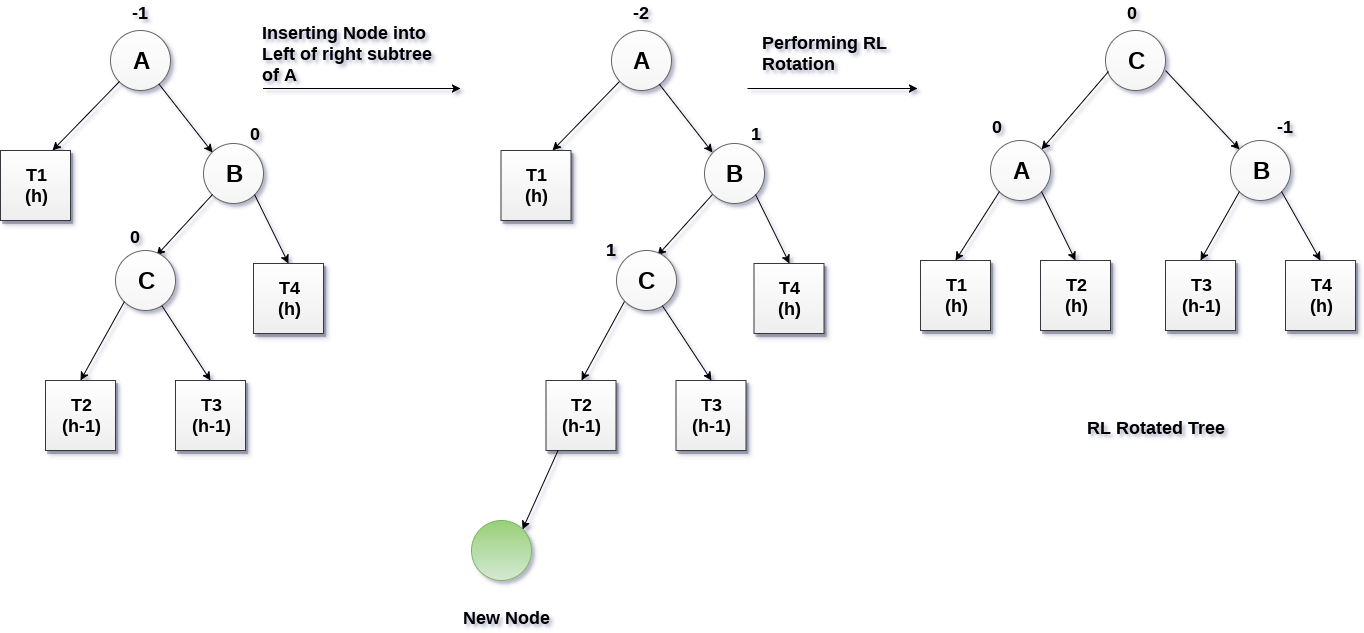 -1
A
Inserting Node into
Left of right subtree
of A
0
B
T1
(h)
0
C
T4
(h)
T2
(h-1)
T3
(h-1)
-2
A
Performing RL
Rotation
1
B
T1
(h)
1
C
T4
(h)
T2
(h-1)
T3
(h-1)
New Node
0
C
0
A
-1
B
T1
(h)
T2
(h)
T3
(h-1)
T4
(h)
RL Rotated Tree